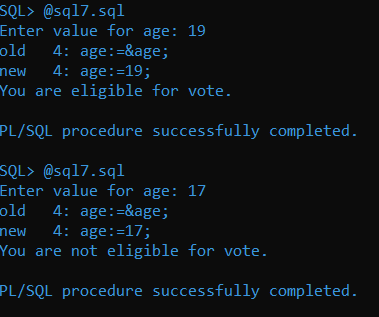 SQL> @sql7.sql
Enter value for age: 19
old   4: age:=&age;
new   4: age:=19;
You are eligible for vote.
PL/SQL procedure successfully completed.
SQL> @sql7.sql
Enter value for age: 17
old   4: age:=&age;
new   4: age:=17;
You are not eligible for vote.
PL/SQL procedure successfully completed.